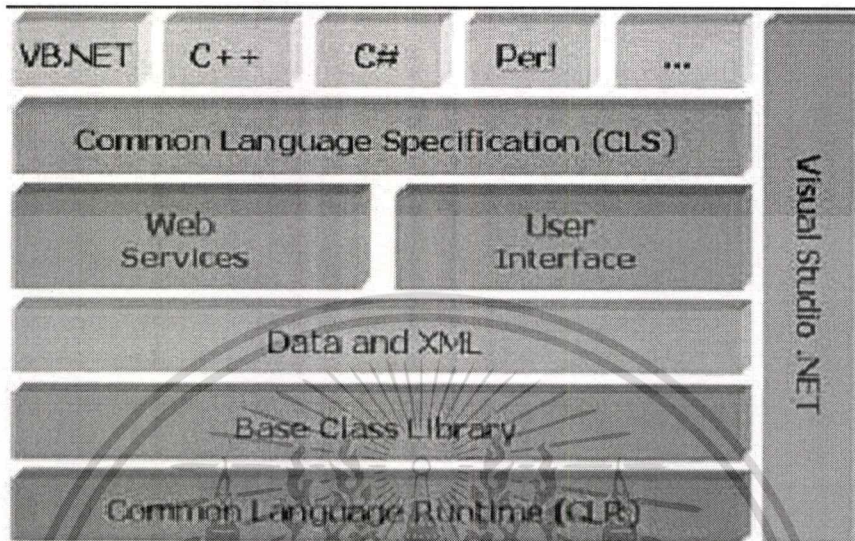 VB.NET C++ C# Perl ...
Common Language Specification (CLS)
Web Services
User Interface
Data and XML
Base Class Library
Common Language Runtime (CLR)
Visual Studio .NET